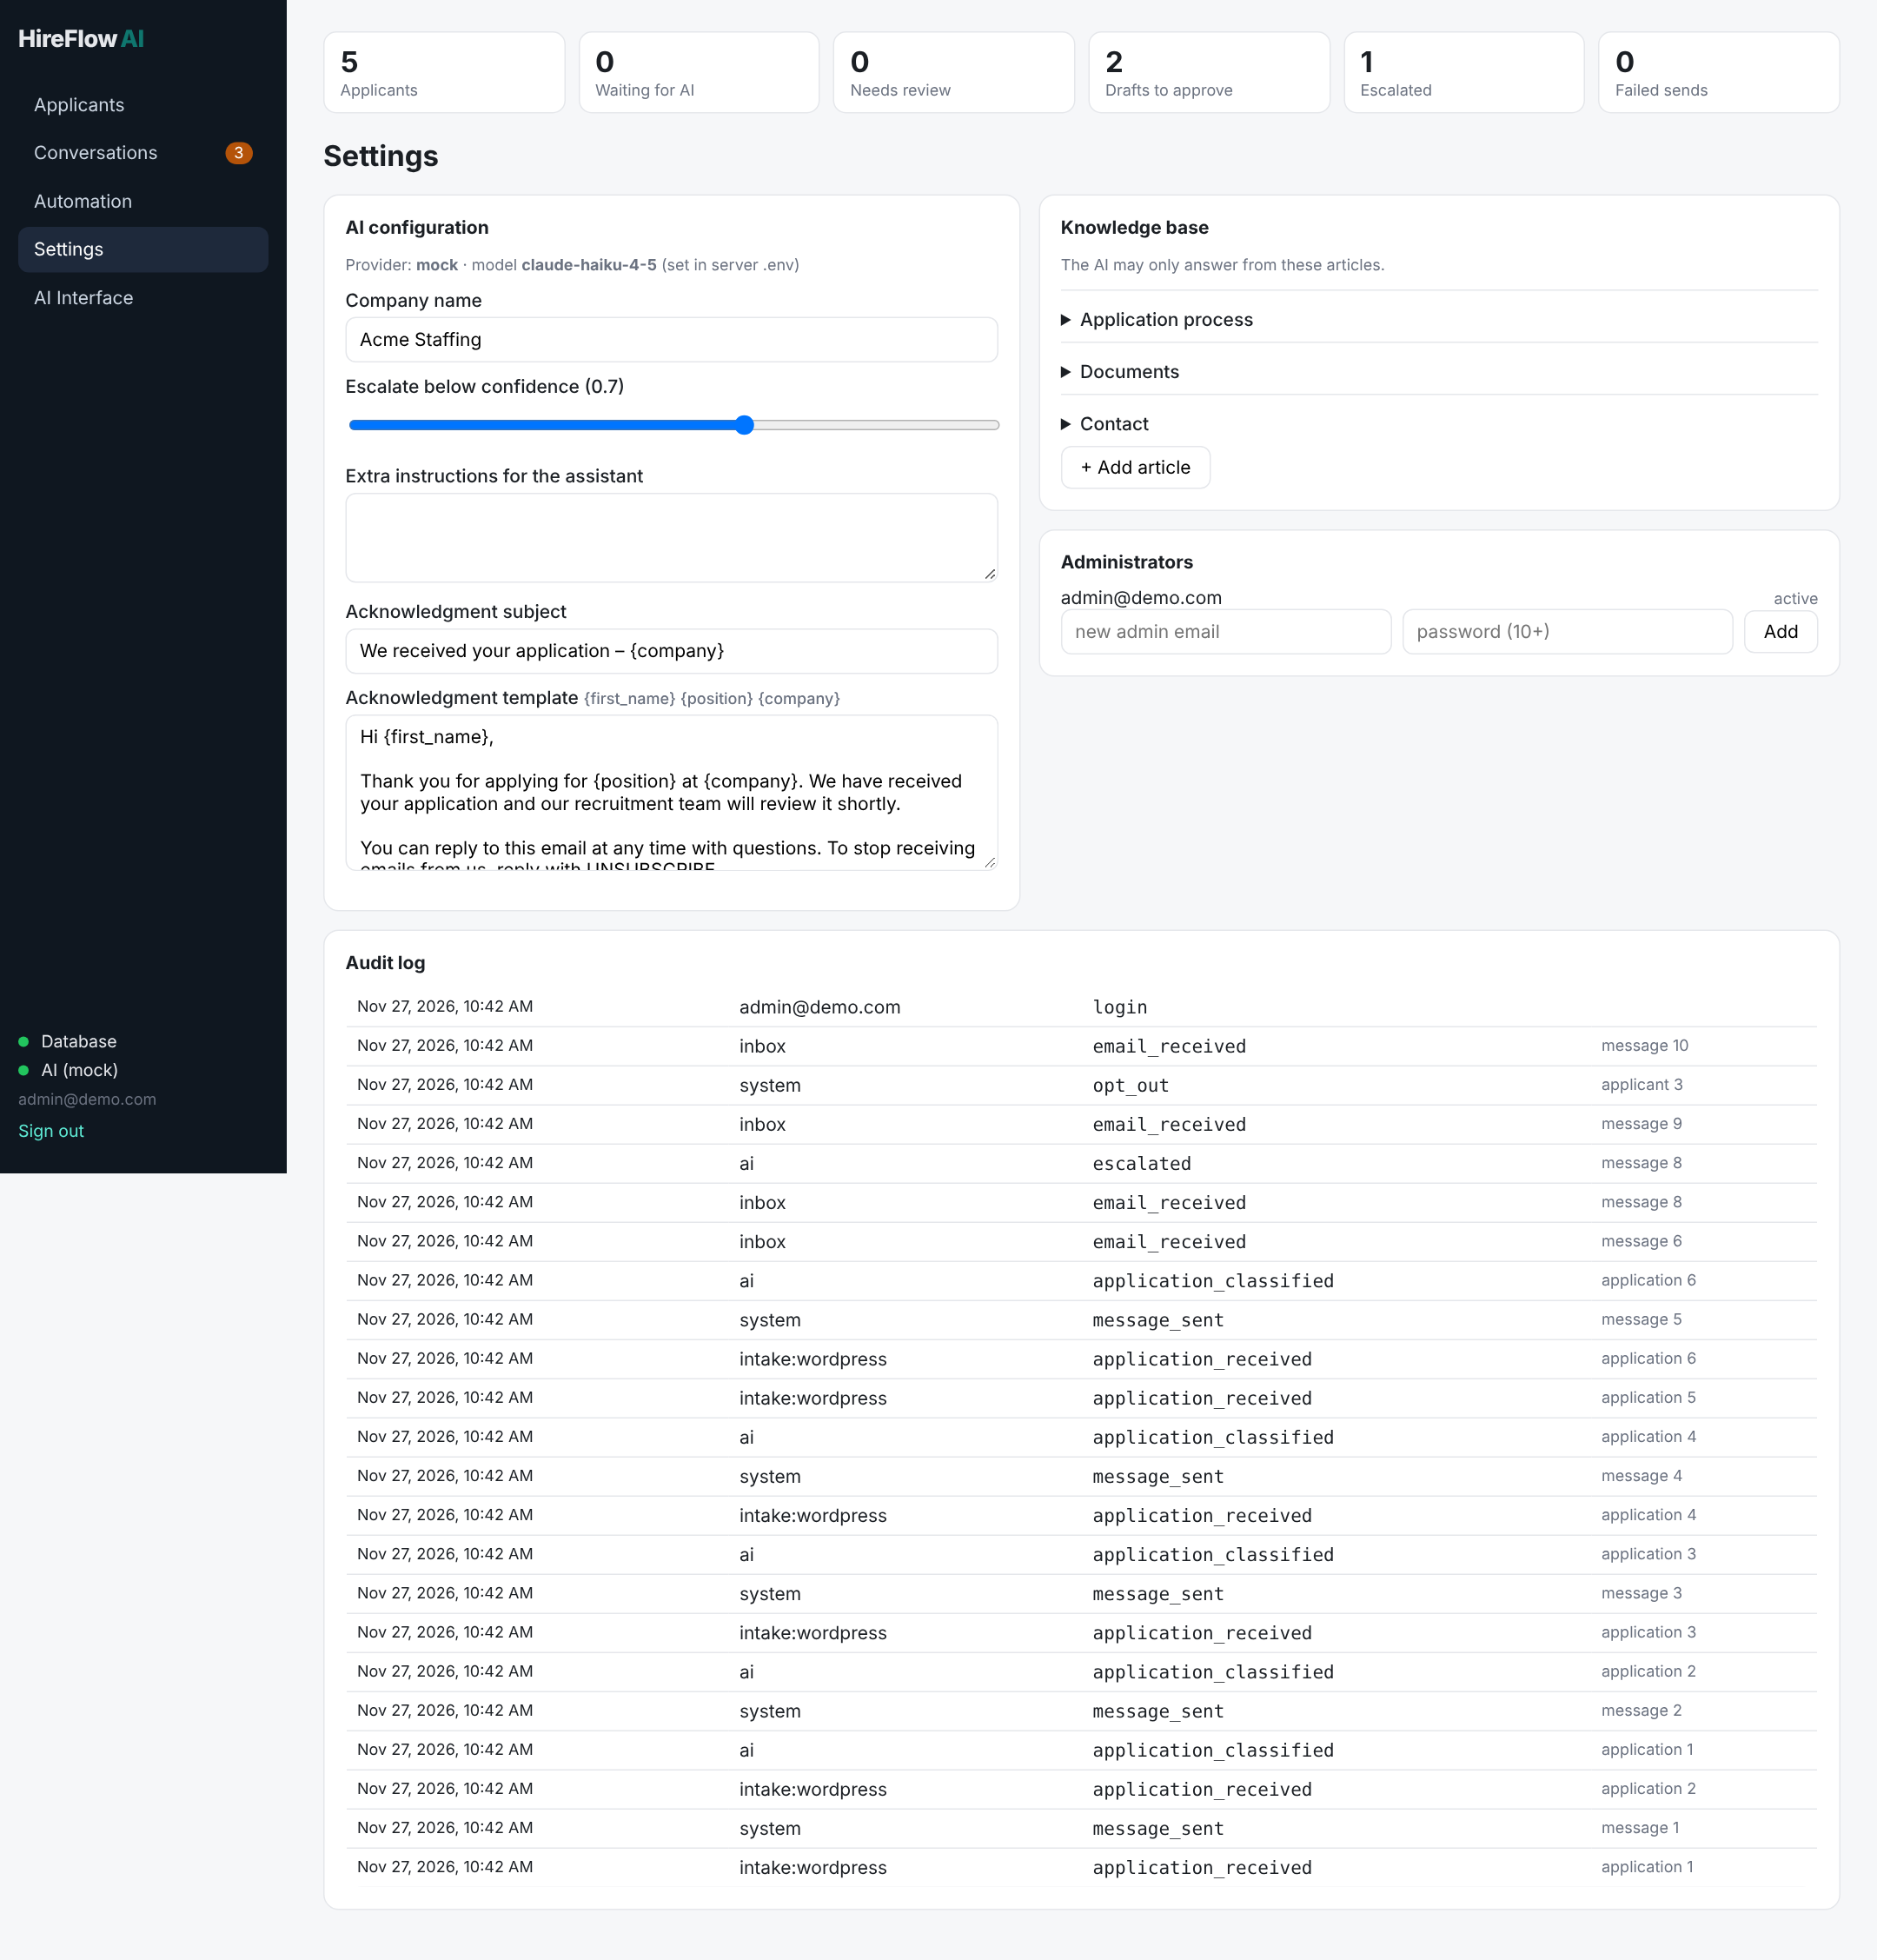 HireFlow AI
Applicants
Conversations 3
Automation
Settings
AI Interface
Database
AI (mock)
admin@demo.com
Sign out
5
Applicants
0
Waiting for AI
0
Needs review
2
Drafts to approve
1
Escalated
0
Failed sends
Settings
AI configuration
Provider: mock · model claude-haiku-4-5 (set in server .env)
Company name
Acme Staffing
Escalate below confidence (0.7)
Extra instructions for the assistant
Acknowledgment subject
We received your application – {company}
Acknowledgment template {first_name} {position} {company}
Hi {first_name},
Thank you for applying for {position} at {company}. We have received
your application and our recruitment team will review it shortly.
You can reply to this email at any time with questions. To stop receiving
emails from us, reply with UNSUBSCRIBE
Knowledge base
The AI may only answer from these articles.
Application process
Documents
Contact
+ Add article
Administrators
admin@demo.com active
new admin email password (10+) Add
Audit log
Nov 27, 2026, 10:42 AM admin@demo.com login
Nov 27, 2026, 10:42 AM inbox email_received message 10
Nov 27, 2026, 10:42 AM system opt_out applicant 3
Nov 27, 2026, 10:42 AM inbox email_received message 9
Nov 27, 2026, 10:42 AM ai escalated message 8
Nov 27, 2026, 10:42 AM inbox email_received message 8
Nov 27, 2026, 10:42 AM inbox email_received message 6
Nov 27, 2026, 10:42 AM ai application_classified application 6
Nov 27, 2026, 10:42 AM system message_sent message 5
Nov 27, 2026, 10:42 AM intake:wordpress application_received application 6
Nov 27, 2026, 10:42 AM intake:wordpress application_received application 5
Nov 27, 2026, 10:42 AM ai application_classified application 4
Nov 27, 2026, 10:42 AM system message_sent message 4
Nov 27, 2026, 10:42 AM intake:wordpress application_received application 4
Nov 27, 2026, 10:42 AM ai application_classified application 3
Nov 27, 2026, 10:42 AM system message_sent message 3
Nov 27, 2026, 10:42 AM intake:wordpress application_received application 3
Nov 27, 2026, 10:42 AM ai application_classified application 2
Nov 27, 2026, 10:42 AM system message_sent message 2
Nov 27, 2026, 10:42 AM ai application_classified application 1
Nov 27, 2026, 10:42 AM intake:wordpress application_received application 2
Nov 27, 2026, 10:42 AM system message_sent message 1
Nov 27, 2026, 10:42 AM intake:wordpress application_received application 1